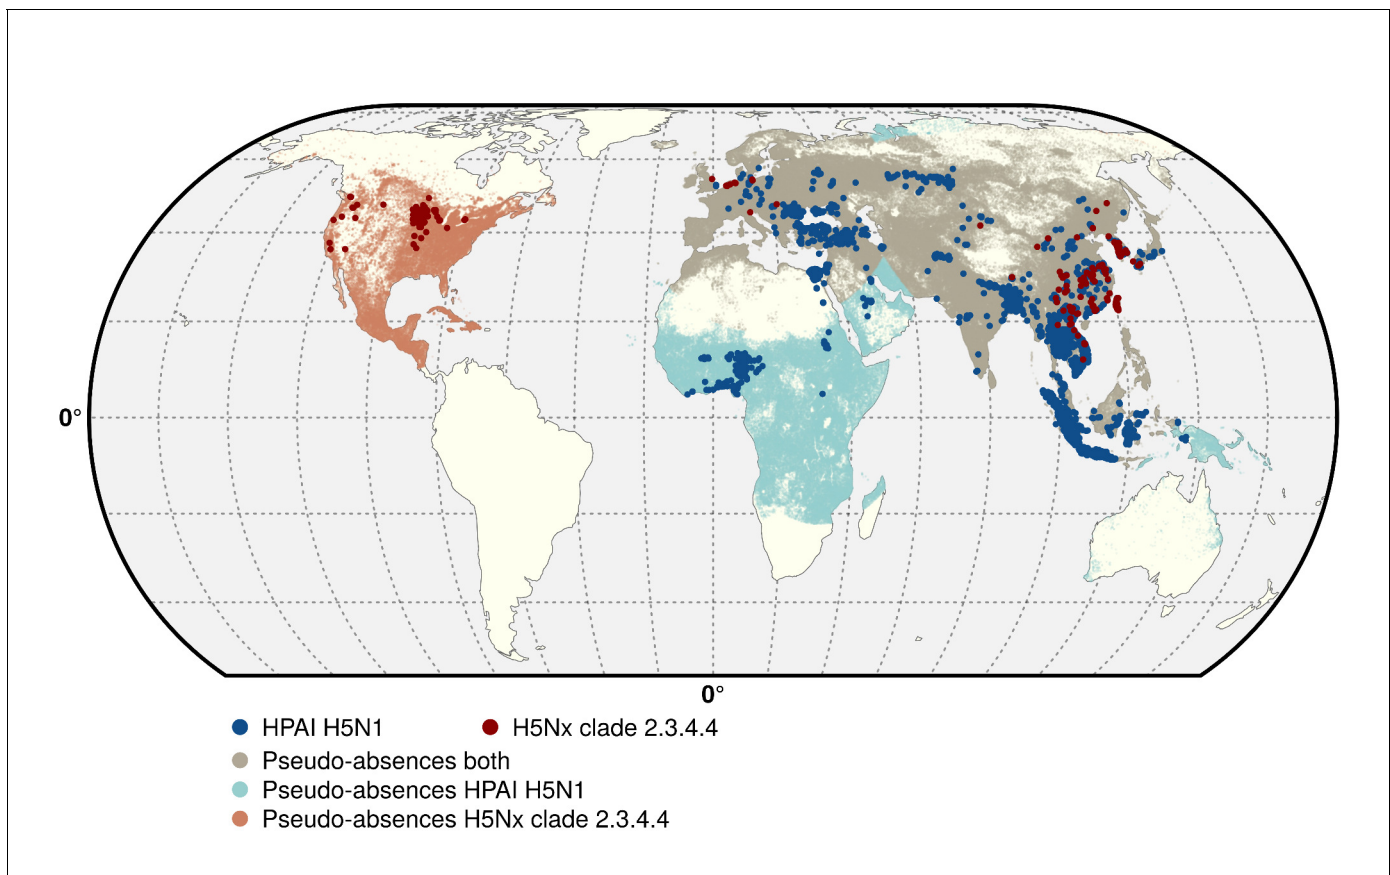 0°
0°
HPAI H5N1 H5Nx clade 2.3.4.4
Pseudo-absences both
Pseudo-absences HPAI H5N1
Pseudo-absences H5Nx clade 2.3.4.4